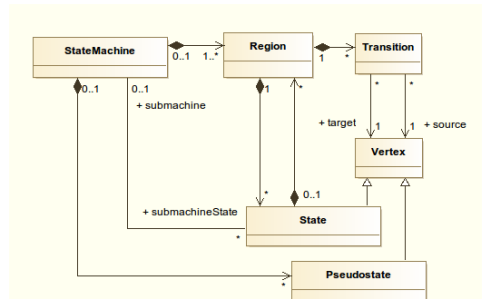 StateMachine
Region
Transition
0..1
1..*
1
*
0..1
0..1
1
*
*
*
+ submachine
+ target
1
1
+ source
Vertex
*
0..1
+ submachineState
*
State
Pseudostate
*